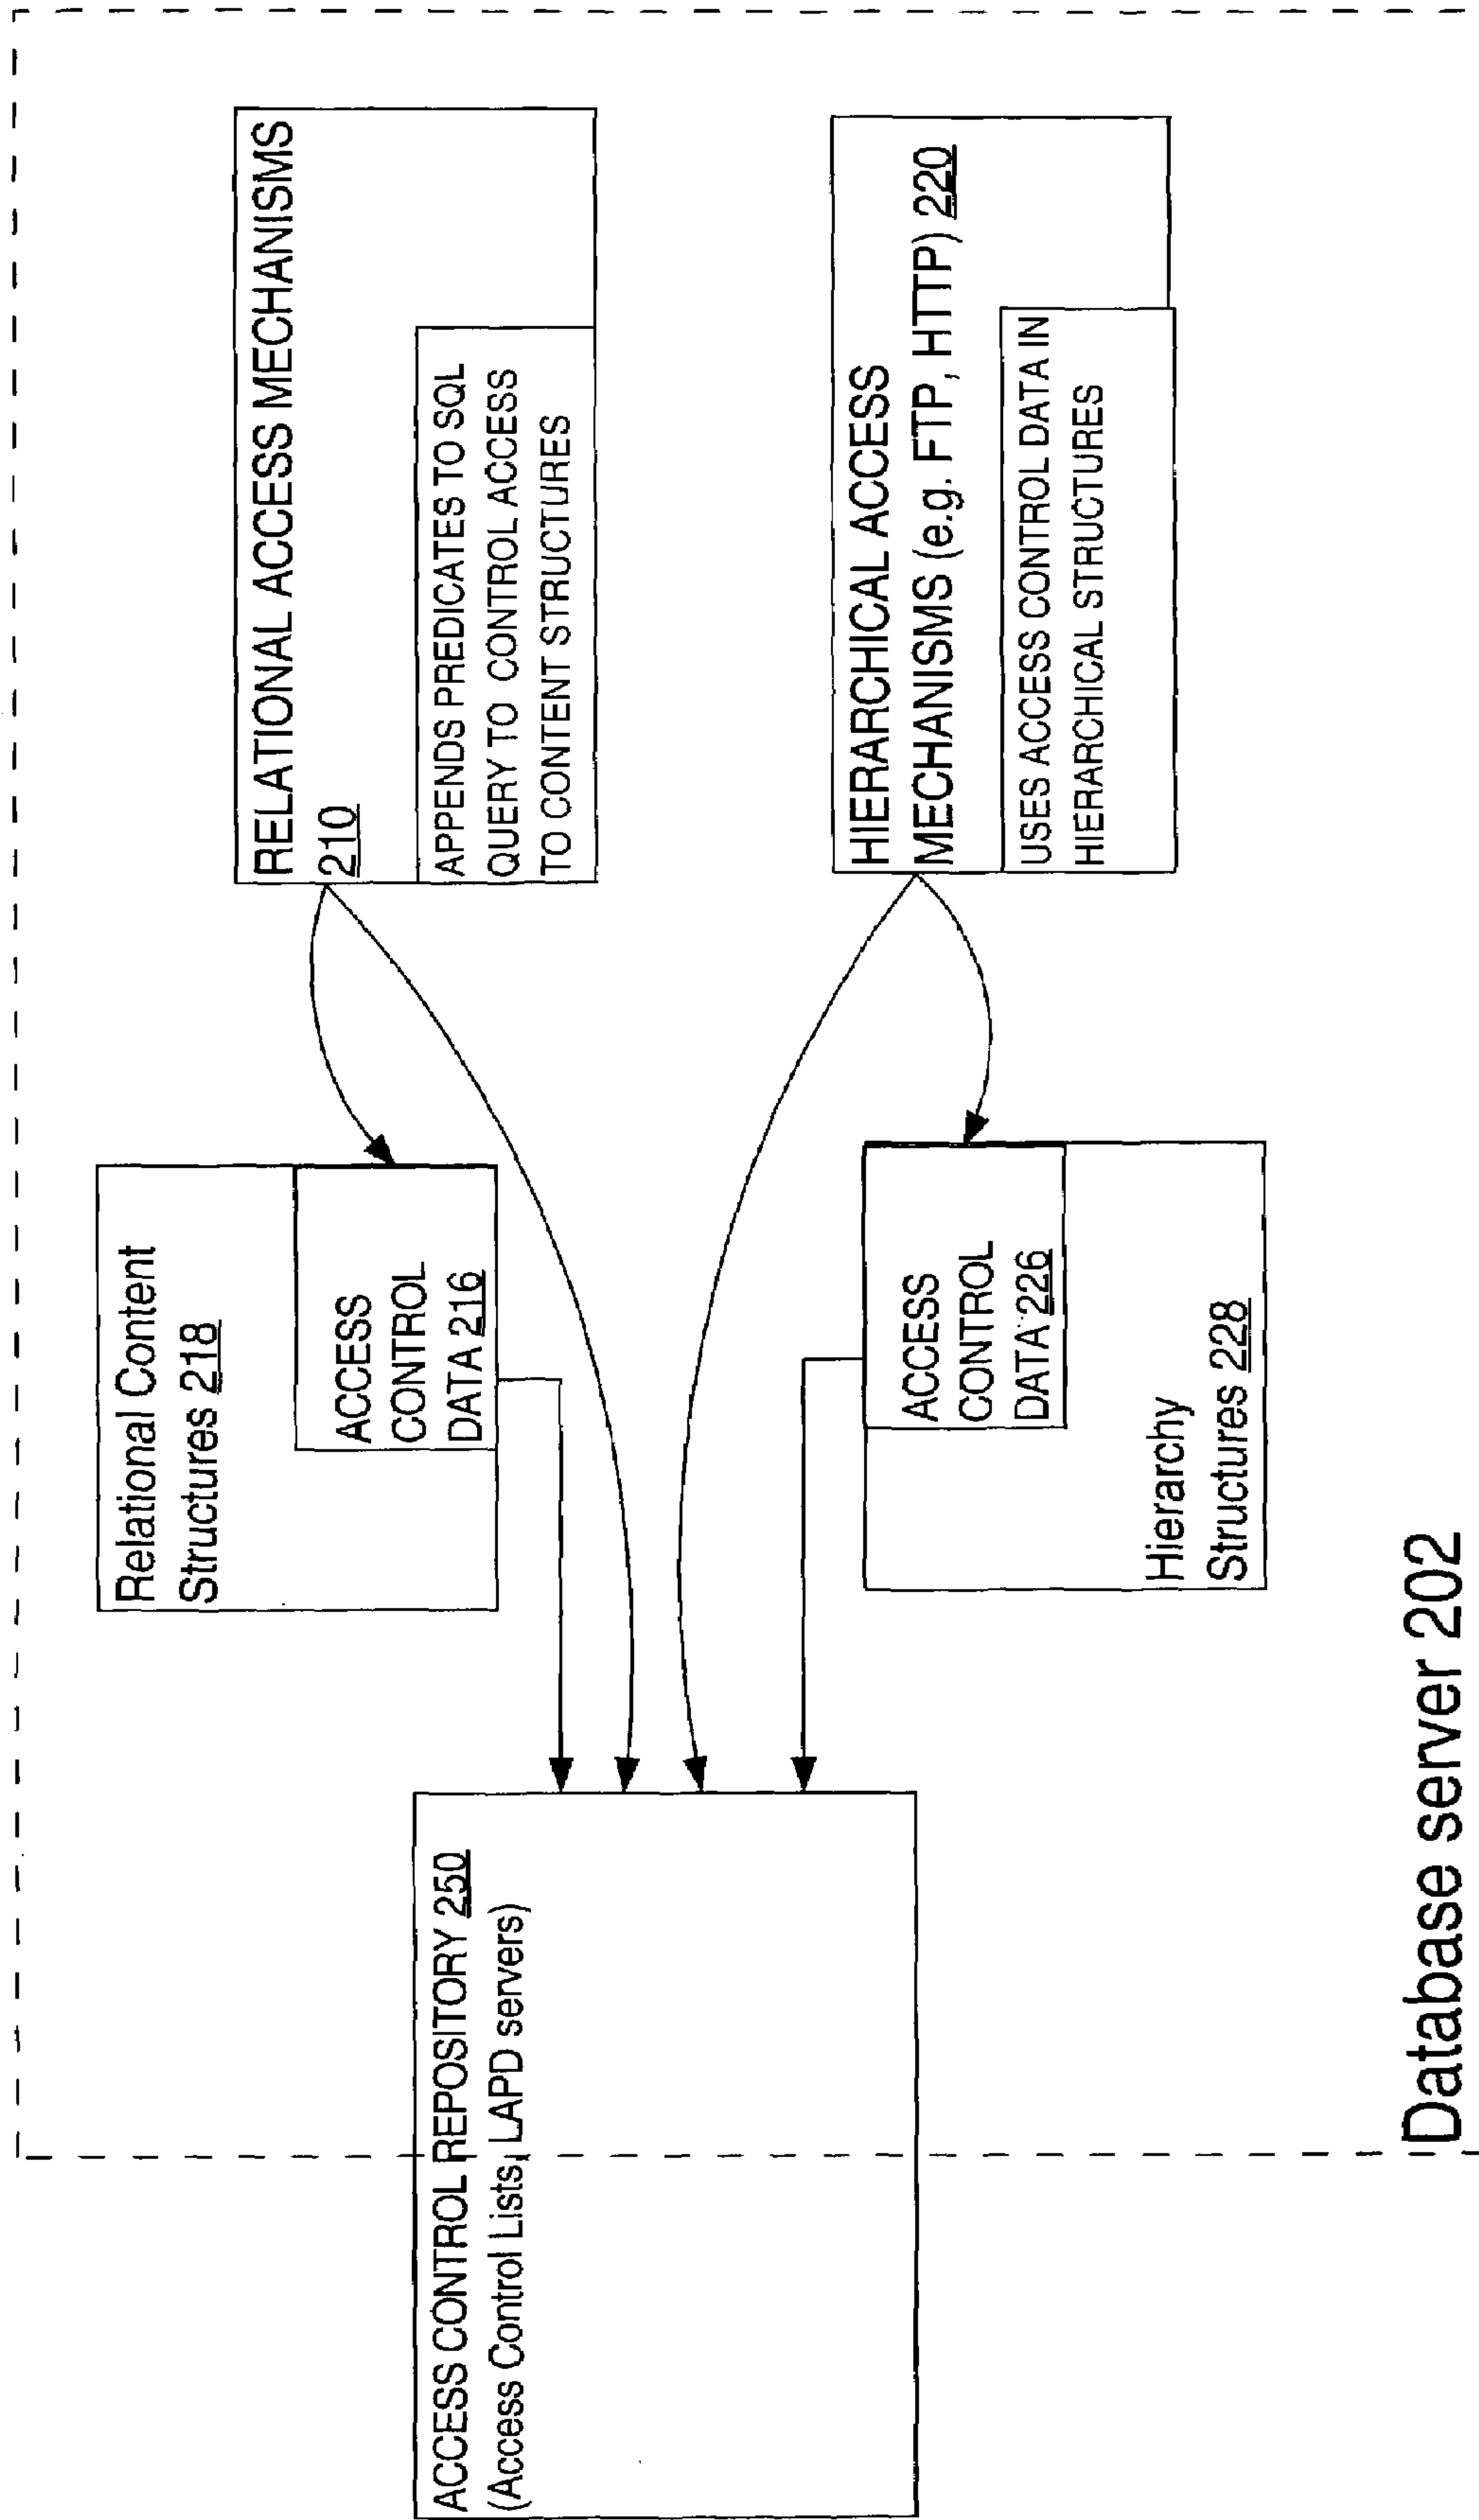 ACCESS CONTROL REPOSITORY 250
(Access Control Lists, LAPD servers)
Relational Content
Structures 218
ACCESS
CONTROL
DATA 216
RELATIONAL ACCESS MECHANISMS
210
APPENDS PREDICATES TO SQL
QUERY TO CONTROL ACCESS
TO CONTENT STRUCTURES
ACCESS
CONTROL
DATA 226
Hierarchy
Structures 228
HIERARCHICAL ACCESS
MECHANISMS (e.g. FTP, HTTP) 220
USES ACCESS CONTROL DATA IN
HIERARCHICAL STRUCTURES
Database server 202